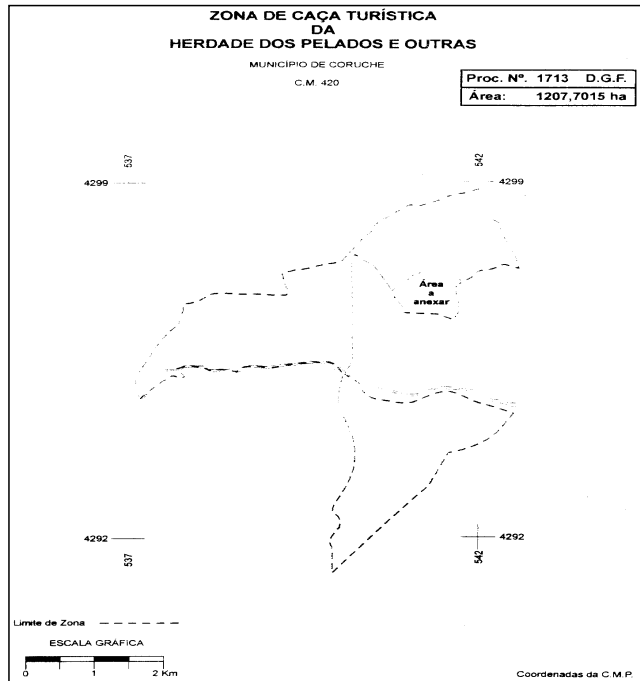 ZONA DE CAÇA TURÍSTICA
DA
HERDADE DOS PELADOS E OUTRAS
MUNICÍPIO DE CORUCHE
C.M. 420
Proc. Nº. 1713 D.G.F.
Área: 1207,7015 ha
537
542
4299
4299
Área
a
anexar
4292
4292
537
542
Limite de Zona
ESCALA GRÁFICA
0 1 2 Km
Coordenadas da C.M.P.